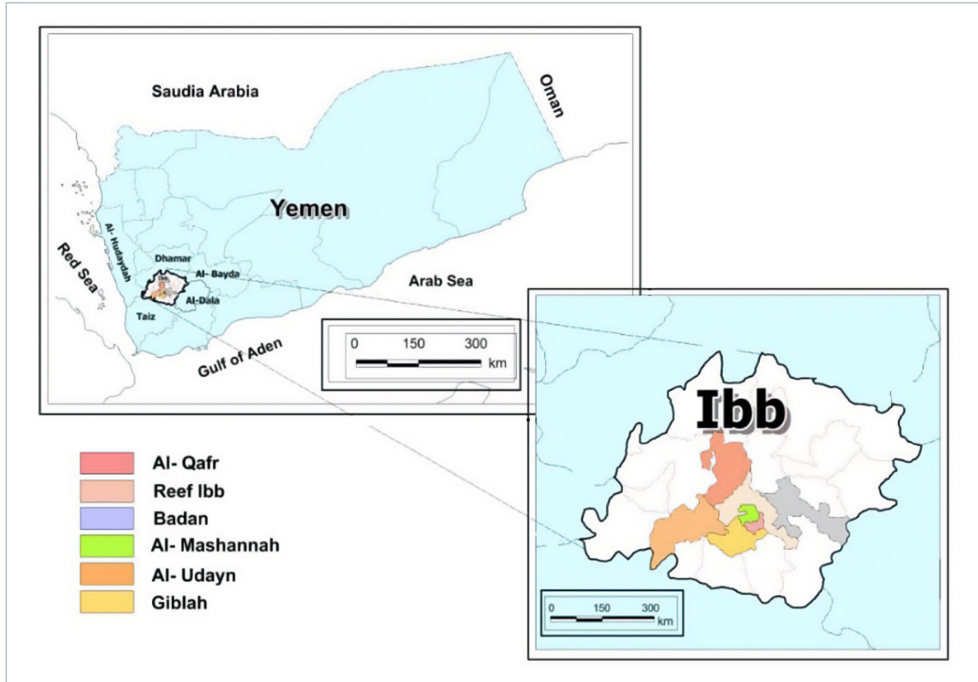 Saudia Arabia
Oman
Yemen
Al- Hudaydah
Red Sea
Dhamar
Ibb
Al- Bayda
Al-Dala
Taiz
Arab Sea
Gulf of Aden
0 150 300
km
Ibb
0 150 300
km
Al- Qafr
Reef Ibb
Badan
Al- Mashannah
Al- Udayn
Giblah